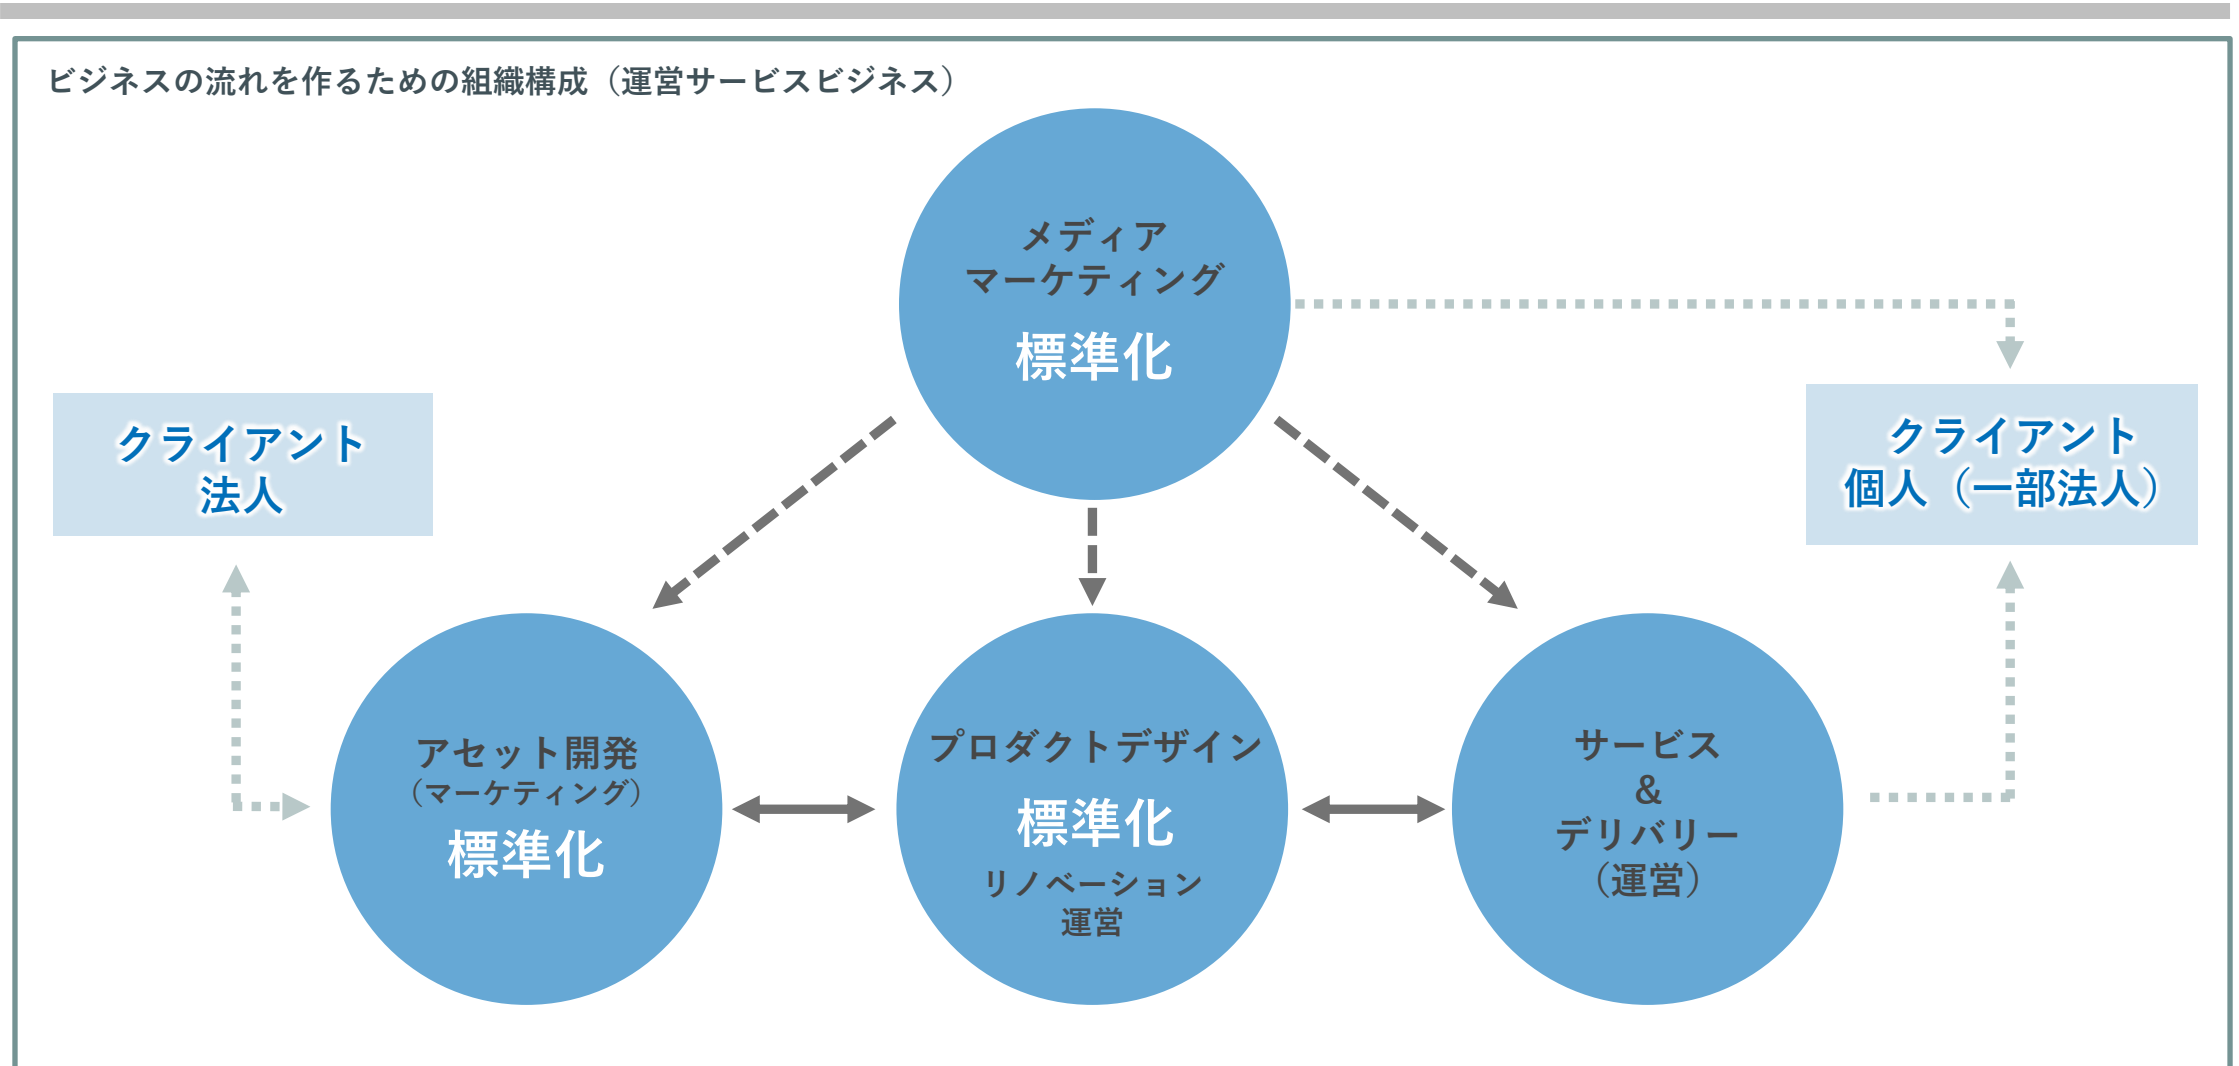 ビジネスの流れを作るための組織構成（運営サービスビジネス）
メディア
マーケティング
標準化
クライアント
法人
クライアント
個人（一部法人）
アセット開発
（マーケティング）
標準化
プロダクトデザイン
標準化
リノベーション
運営
サービス
&
デリバリー
（運営）